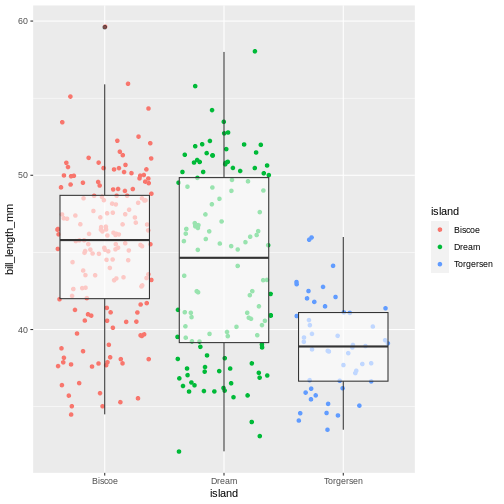 60
50
40
bill_length_mm
Biscoe
Dream
Torgersen
island
island
Biscoe
Dream
Torgersen